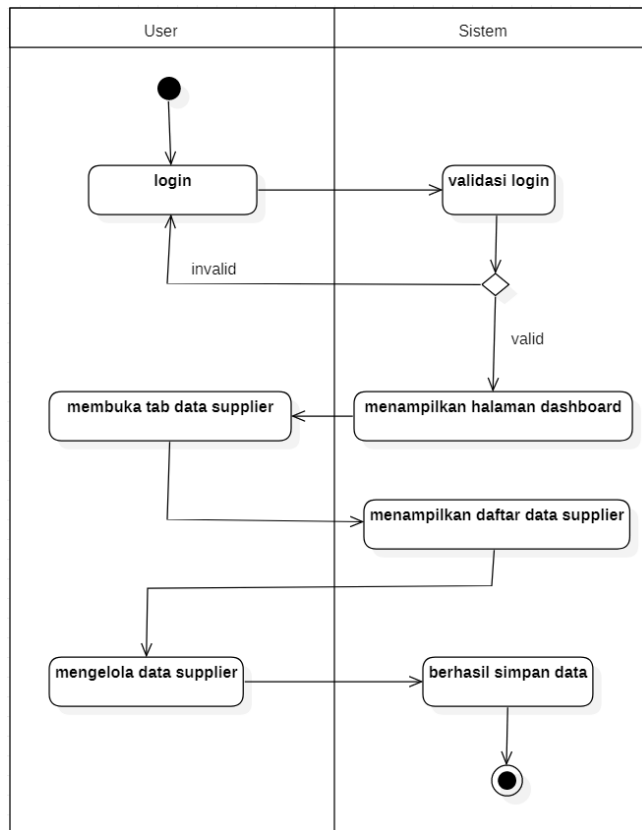 User
Sistem
login
validasi login
invalid
valid
membuka tab data supplier
menampilkan halaman dashboard
menampilkan daftar data supplier
mengelola data supplier
berhasil simpan data